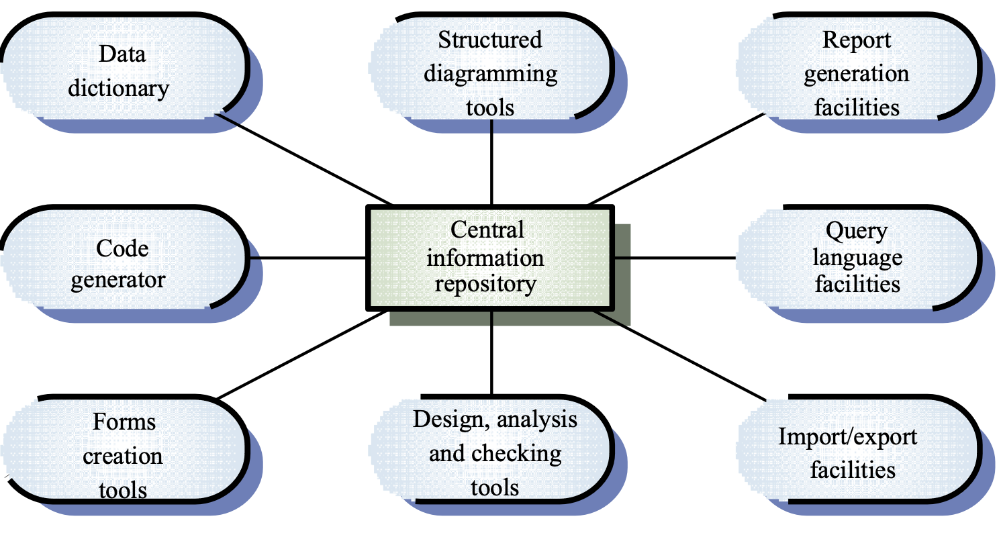 Data
dictionary
Structured
diagramming
tools
Report
generation
facilities
Code
generator
Central
information
repository
Query
language
facilities
Forms
creation
tools
Design, analysis
and checking
tools
Import/export
facilities